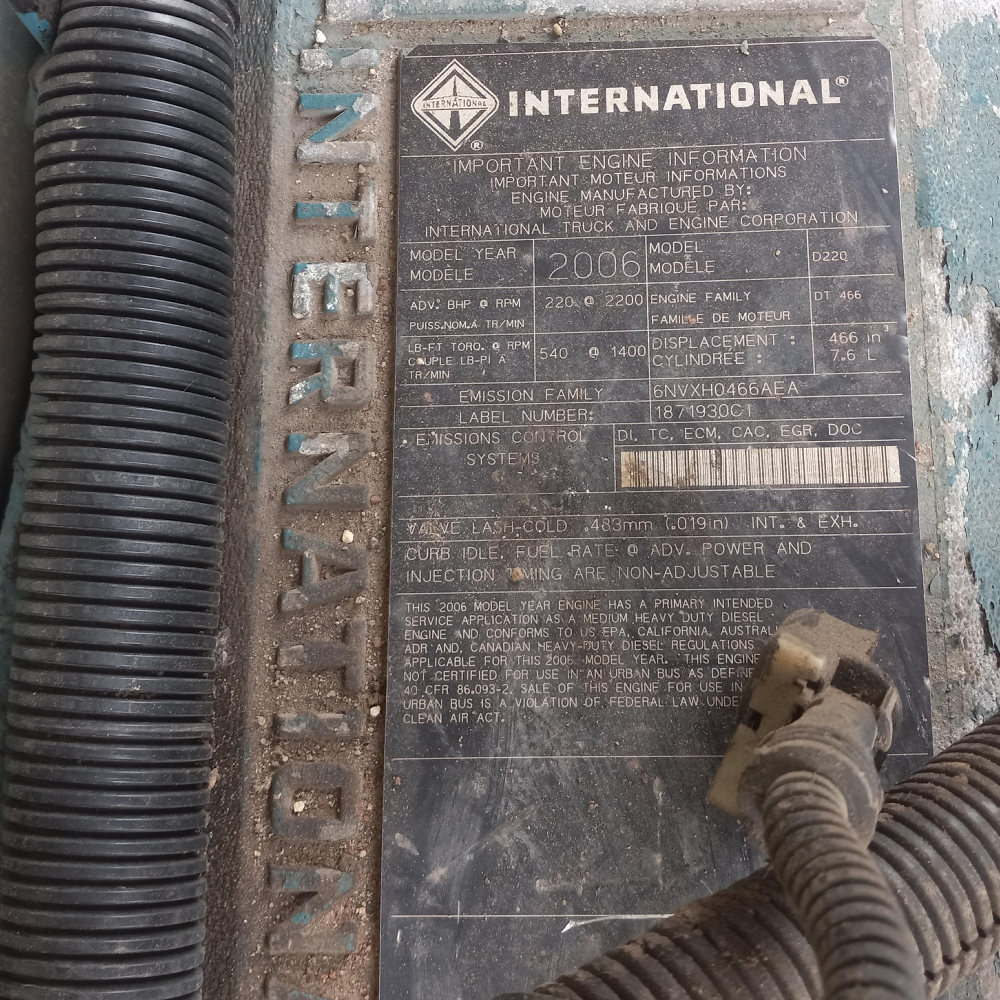 INTERNATIONAL
INTERNATIONAL
INTERNATIONAL®
®
IMPORTANT ENGINE INFORMATION
IMPORTANT MOTEUR INFORMATIONS
ENGINE MANUFACTURED BY:
MOTEUR FABRIQUE PAR:
INTERNATIONAL TRUCK AND ENGINE CORPORATION
MODEL YEAR
MODÈLE
2006
MODEL
MODÈLE
D220
ADV. BHP @ RPM
PUISS.NOM.Á TR/MIN
220 @ 2200
ENGINE FAMILY
FAMILLE DE MOTEUR
DT 466
LB-FT TORQ. @ RPM
COUPLE LB-PI A
TR/MIN
540 @ 1400
DISPLACEMENT :
CYLINDREE :
466 in³
7.6 L
EMISSION FAMILY
6NVXH0466AEA
LABEL NUMBER:
1871930C1
EMISSIONS CONTROL
SYSTEMS
DI, TC, ECM, CAC, EGR, DOC
VALVE LASH-COLD .483mm (.019in) INT. & EXH.
CURB IDLE, FUEL RATE @ ADV. POWER AND
INJECTION TIMING ARE NON-ADJUSTABLE
THIS 2006 MODEL YEAR ENGINE HAS A PRIMARY INTENDED
SERVICE APPLICATION AS A MEDIUM HEAVY DUTY DIESEL
ENGINE AND CONFORMS TO US EPA, CALIFORNIA, AUSTRAL
ADR AND CANADIAN HEAVY-DUTY DIESEL REGULATIONS
APPLICABLE FOR THIS 2006 MODEL YEAR. THIS ENGINE
NOT CERTIFIED FOR USE IN AN URBAN BUS AS DEFINE
40 CFR 86.093-2. SALE OF THIS ENGINE FOR USE IN
URBAN BUS IS A VIOLATION OF FEDERAL LAW UNDE
CLEAN AIR ACT.